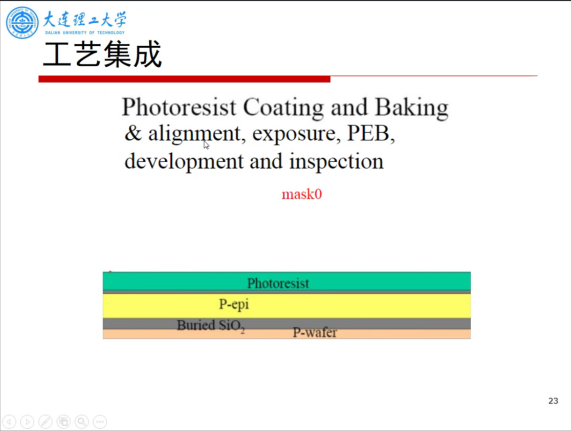 大连理工大学
DALIAN UNIVERSITY OF TECHNOLOGY
工艺集成
Photoresist Coating and Baking
& alignment, exposure, PEB,
development and inspection
mask0
Photoresist
P-epi
Buried SiO₂
P-wafer
23